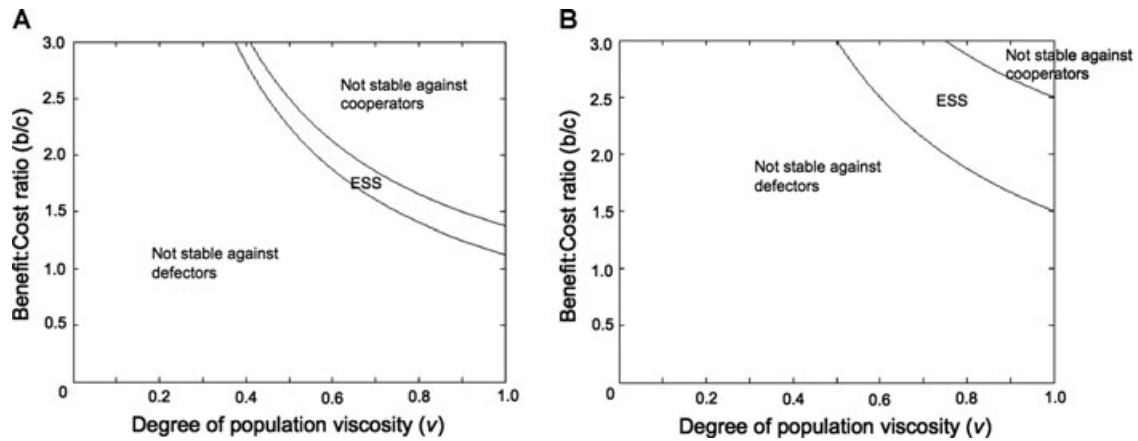 A
Benefit:Cost ratio (b/c)
3.0
2.5
2.0
1.5
1.0
0.5
0
0.2
0.4
0.6
0.8
1.0
Degree of population viscosity (v)
Not stable against
cooperators
ESS
Not stable against
defectors
B
Benefit:Cost ratio (b/c)
3.0
2.5
2.0
1.5
1.0
0.5
0
0.2
0.4
0.6
0.8
1.0
Degree of population viscosity (v)
Not stable against
cooperators
ESS
Not stable against
defectors